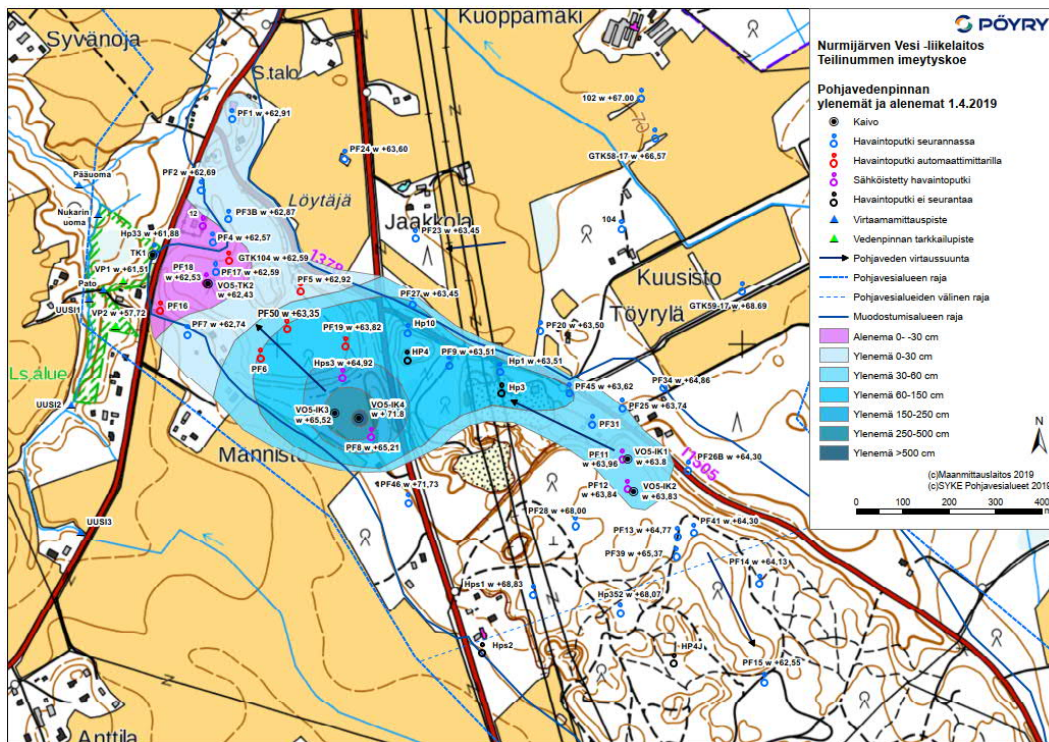 PÖYRY
Nurmijärven Vesi -liikelaitos
Teilinummen imeytyskoe
Pohjavedenpinnan
ylenemät ja alenemat 1.4.2019
Kaivo
Havaintoputki seurannassa
Havaintoputki automaattimittarilla
Sähköistetty havaintoputki
Havaintoputki ei seurantaa
Virtaamamittauspiste
Vedenpinnan tarkkailupiste
Pohjaveden virtaussuunta
Pohjavesialueen raja
Pohjavesialueiden välinen raja
Muodostumisalueen raja
Alenema 0- -30 cm
Ylenemä 0-30 cm
Ylenemä 30-60 cm
Ylenemä 60-150 cm
Ylenemä 150-250 cm
Ylenemä 250-500 cm
Ylenemä >500 cm
N
(c)Maanmittauslaitos 2019
(c)SYKE Pohjavesialueet 2019
0 100 200 300 400
m
Kuoppamäki
Syvänoja
S.talo
PF1 w +62,91
102 w +67.00
PF24 w +63,60
GTK58-17 w +66,57
PF2 w +62,69
Pääuoma
Löytäjä
Nukarin
uoma
12
PF3B w +62,87
Jaakkola
104
Hp33 w +61,88
PF4 w +62,57
PF23 w +63,45
TK1
GTK104 w +62,59
1378
Kuusisto
VP1 w +61,51
PF18
w +62,53
PF17 w +62,59
PF5 w +62,92
Pato
VO5-TK2
w +62,43
GTK59-17 w +68.69
UUSI1
PF16
PF27 w +63,45
Töyrylä
VP2 w +57,72
PF50 w +63,35
PF7 w +62,74
PF19 w +63,82
Hp10
PF20 w +63,50
PF6
HP4
PF9 w +63,51
Hp1 w +63,51
Ls.alue
Hps3 w +64,92
Hp3
PF45 w +63,62
PF34 w +64,86
UUSI2
VO5-IK3
w +65,52
VO5-IK4
w +71.8
PF25 w +63,74
PF31
PF8 w +65,21
11305
PF11
w +63,96
VO5-IK1
w +63.8
PF26B w +64,30
PF46 w +71,73
PF12
w +63,84
VO5-IK2
w +63,83
PF28 w +68,00
UUSI3
PF13 w +64,77
PF41 w +64,30
PF39 w +65,37
PF14 w +64,13
Hps1 w +68,83
Hp352 w +68,07
Hps2
HP4J
PF15 w +62,55
Anttila